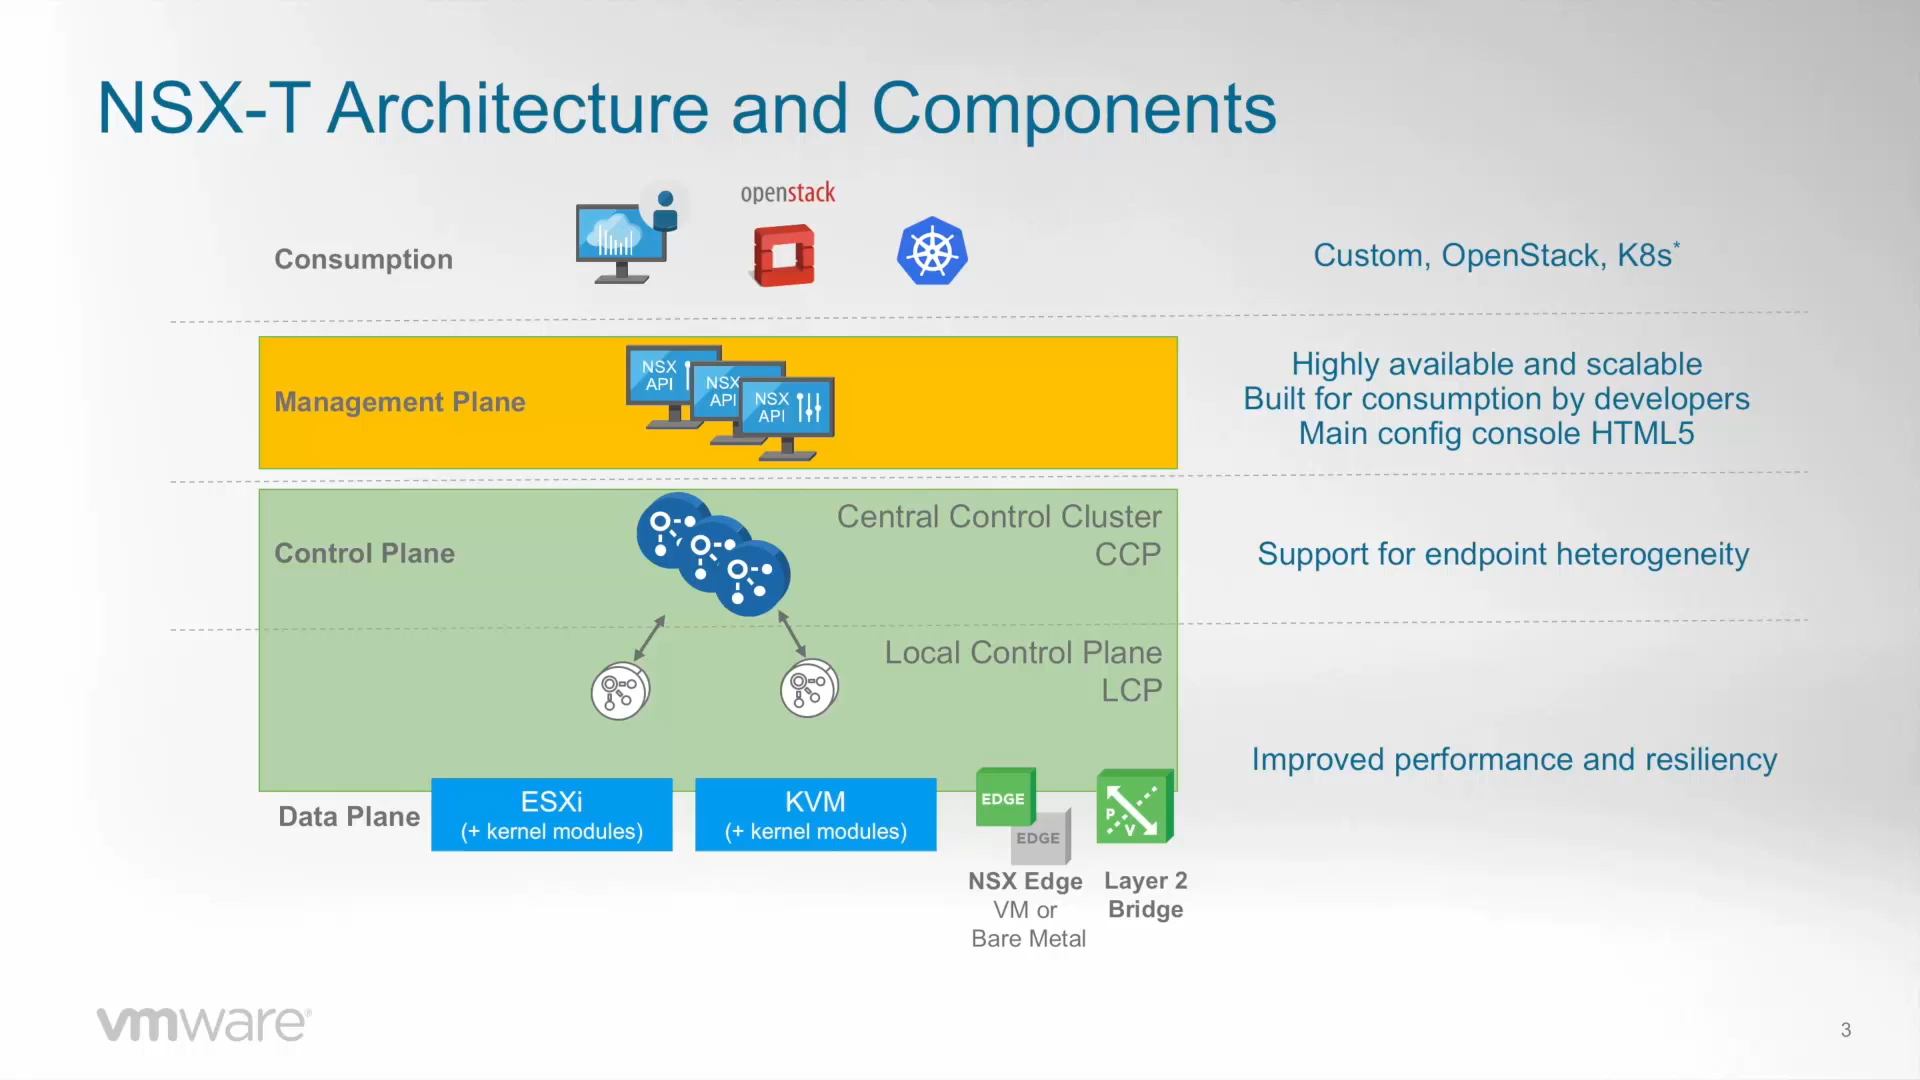 NSX-T Architecture and Components
openstack
Consumption
Custom, OpenStack, K8s*
Management Plane
NSX
API
NSX
API
NSX
API
Highly available and scalable
Built for consumption by developers
Main config console HTML5
Control Plane
Central Control Cluster
CCP
Support for endpoint heterogeneity
Local Control Plane
LCP
Improved performance and resiliency
Data Plane
ESXi
(+ kernel modules)
KVM
(+ kernel modules)
EDGE
EDGE
P
V
NSX Edge
VM or
Bare Metal
Layer 2
Bridge
vmware®
3